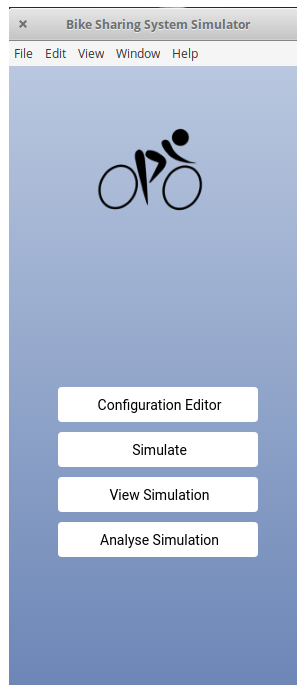 Bike Sharing System Simulator
File Edit View Window Help
Configuration Editor
Simulate
View Simulation
Analyse Simulation